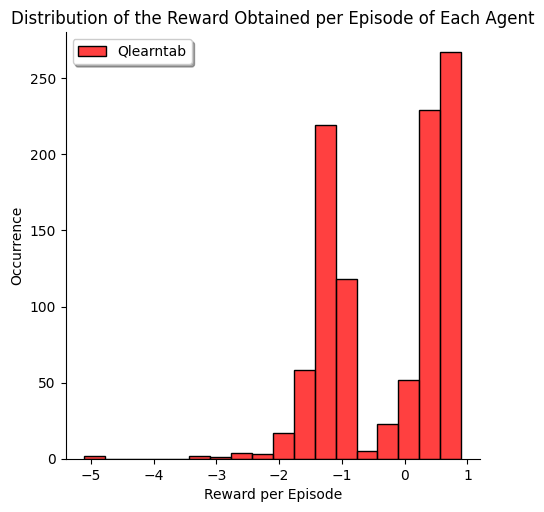 Distribution of the Reward Obtained per Episode of Each Agent
Qlearntab
250
200
150
100
50
0
Occurrence
−5 −4 −3 −2 −1 0 1
Reward per Episode